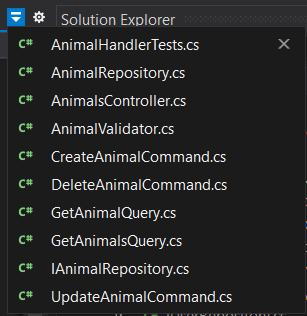 Solution Explorer
C# AnimalHandlerTests.cs
C# AnimalRepository.cs
C# AnimalsController.cs
C# AnimalValidator.cs
C# CreateAnimalCommand.cs
C# DeleteAnimalCommand.cs
C# GetAnimalQuery.cs
C# GetAnimalsQuery.cs
C# IAnimalRepository.cs
C# UpdateAnimalCommand.cs